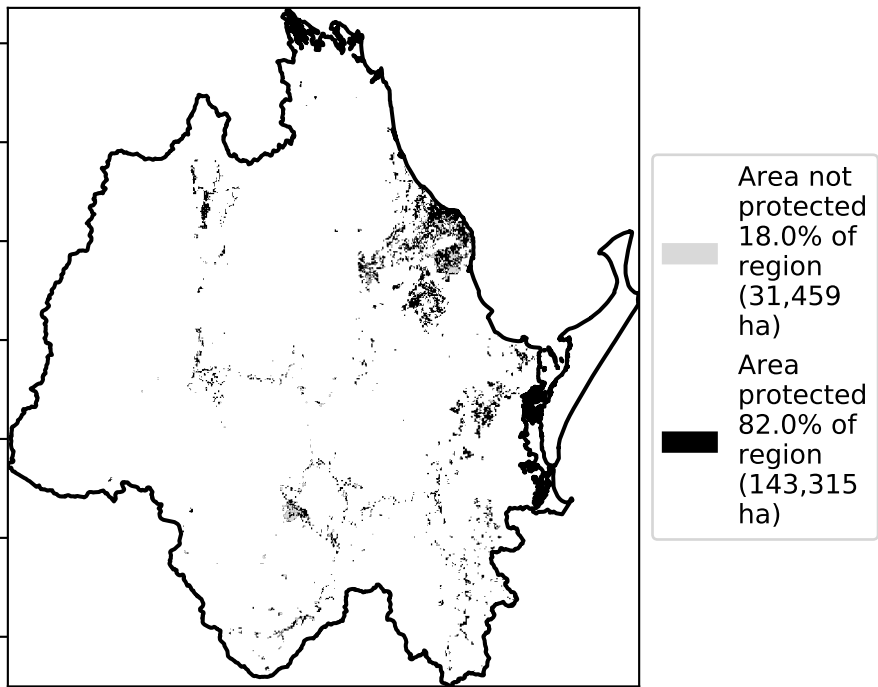 Area not
protected
18.0% of
region
(31,459
ha)
Area
protected
82.0% of
region
(143,315
ha)